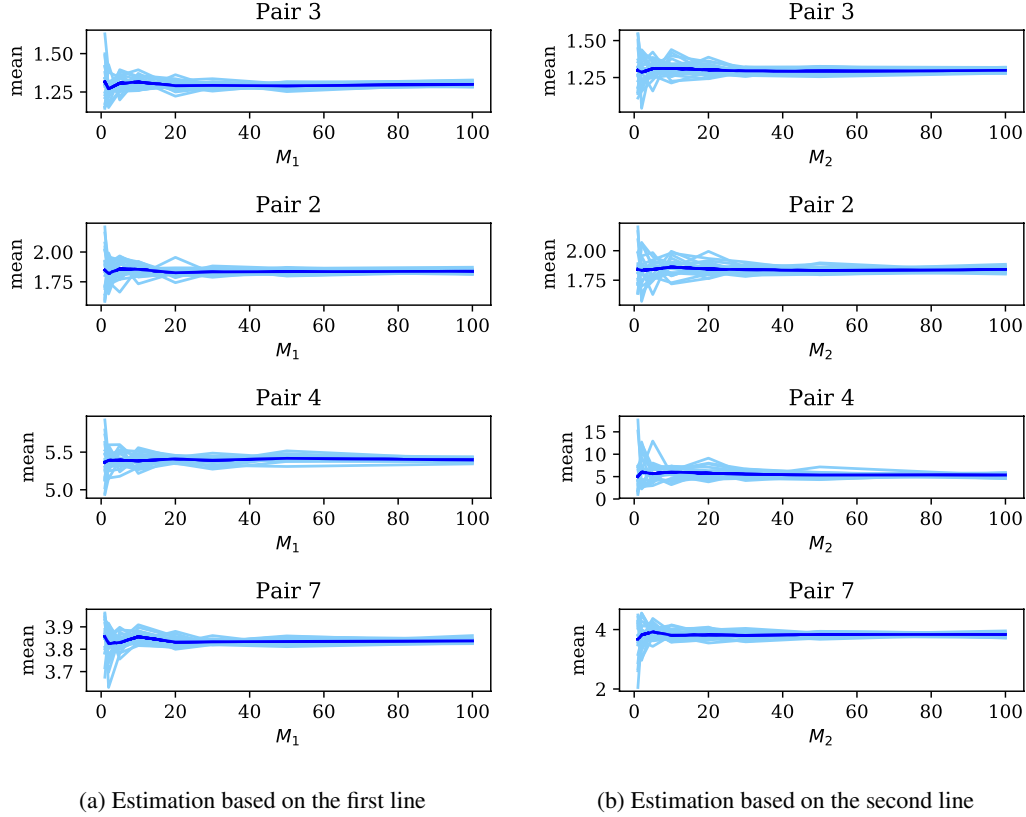 Pair 3
1.50
1.25
mean
0 20 40 60 80 100
M1
Pair 2
2.00
1.75
mean
0 20 40 60 80 100
M1
Pair 4
5.5
5.0
mean
0 20 40 60 80 100
M1
Pair 7
3.9
3.8
3.7
mean
0 20 40 60 80 100
M1
(a) Estimation based on the first line
Pair 3
1.50
1.25
mean
0 20 40 60 80 100
M2
Pair 2
2.00
1.75
mean
0 20 40 60 80 100
M2
Pair 4
15
10
5
0
mean
0 20 40 60 80 100
M2
Pair 7
4
2
mean
0 20 40 60 80 100
M2
(b) Estimation based on the second line